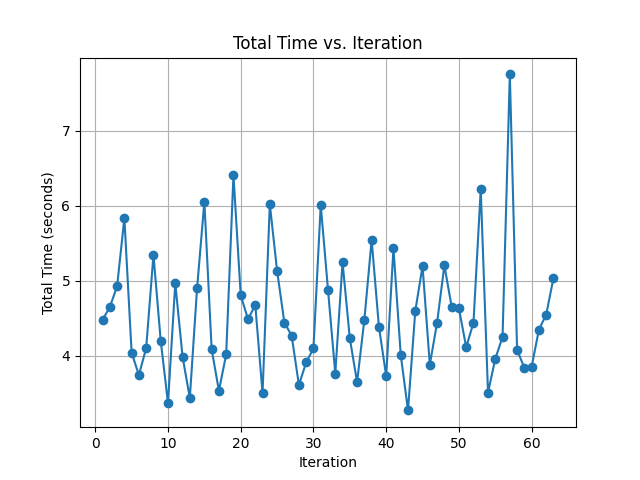 Total Time vs. Iteration
Total Time (seconds)
7
6
5
4
0 10 20 30 40 50 60
Iteration